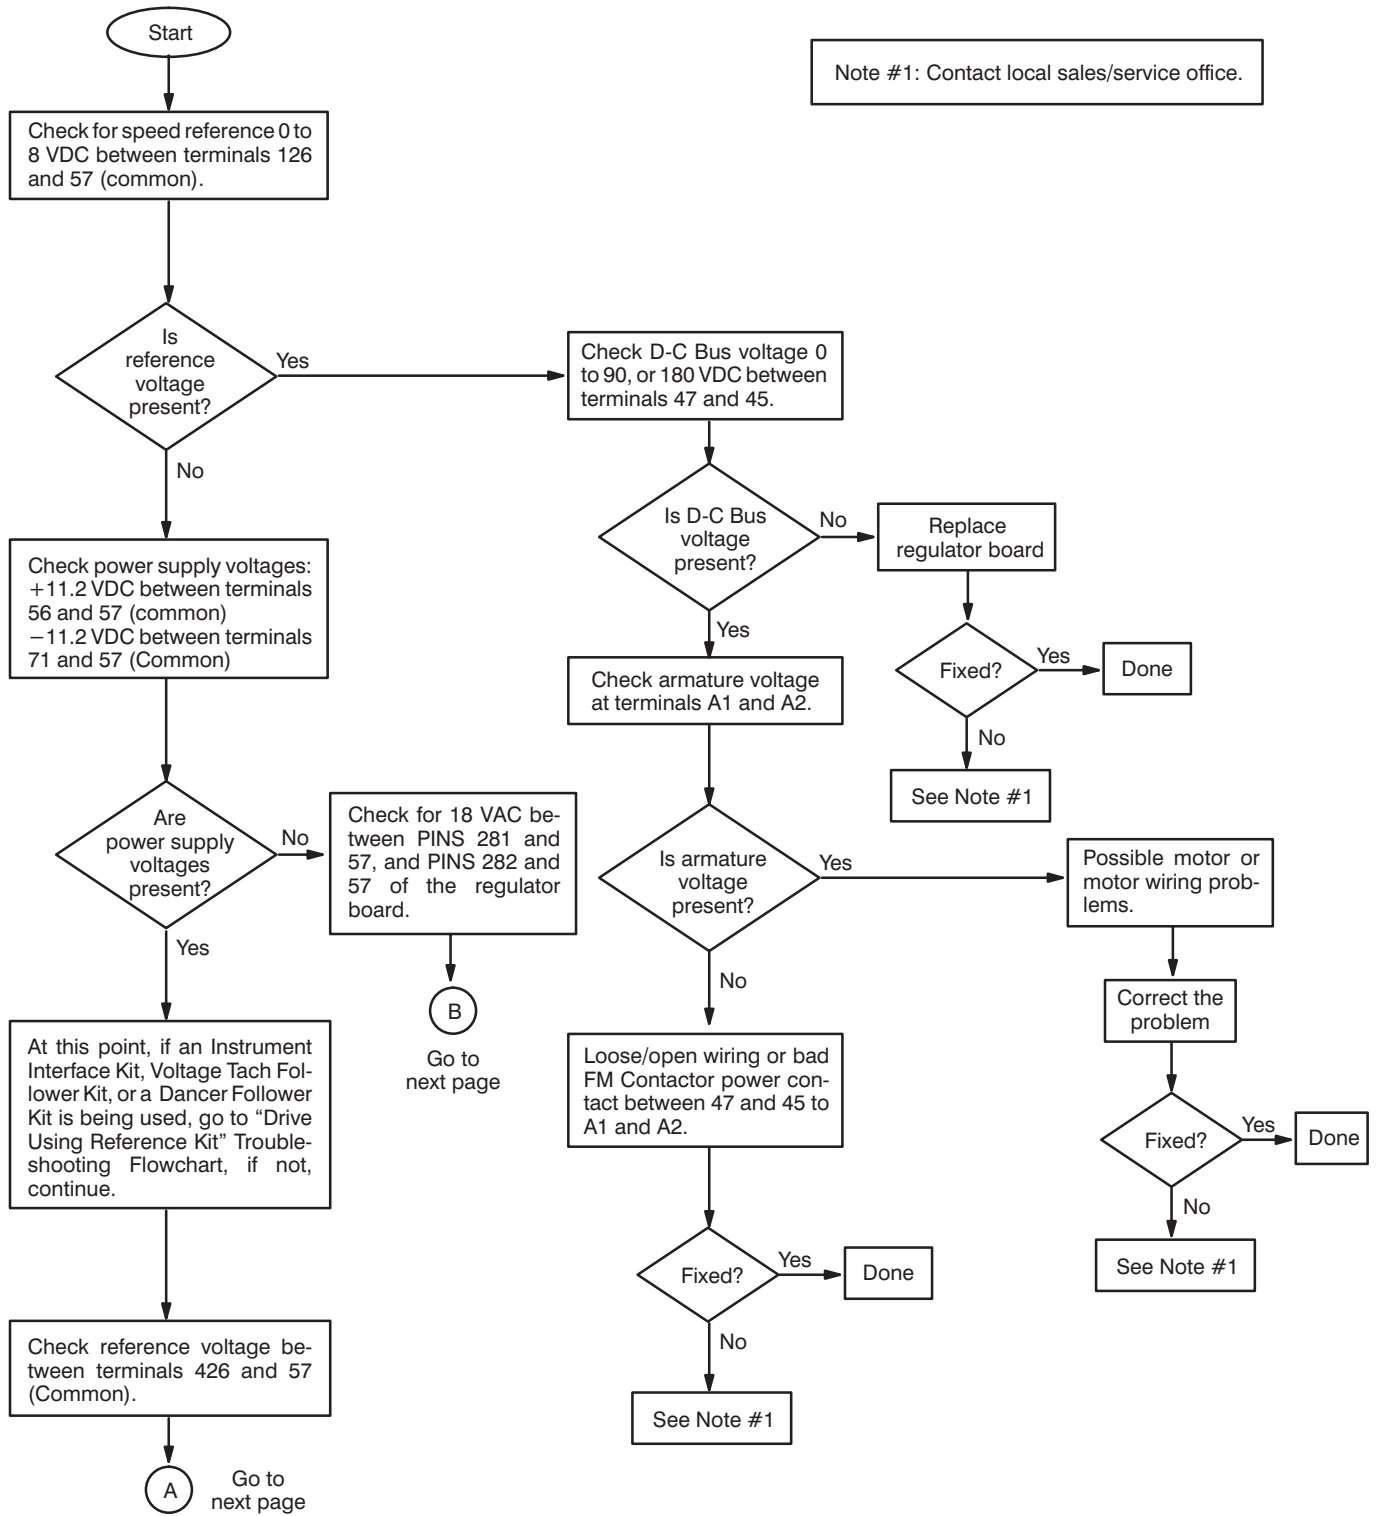 Start
Note #1: Contact local sales/service office.
Check for speed reference 0 to
8 VDC between terminals 126
and 57 (common).
Is
reference
voltage
present?
Yes
No
Check D-C Bus voltage 0
to 90, or 180 VDC between
terminals 47 and 45.
Is D-C Bus
voltage
present?
No
Yes
Replace
regulator board
Fixed?
Yes
Done
No
See Note #1
Check power supply voltages:
+11.2 VDC between terminals
56 and 57 (common)
−11.2 VDC between terminals
71 and 57 (Common)
Check armature voltage
at terminals A1 and A2.
Are
power supply
voltages
present?
No
Yes
Check for 18 VAC be-
tween PINS 281 and
57, and PINS 282 and
57 of the regulator
board.
B
Go to
next page
Is armature
voltage
present?
Yes
No
Possible motor or
motor wiring prob-
lems.
Correct the
problem
Fixed?
Yes
Done
No
See Note #1
At this point, if an Instrument
Interface Kit, Voltage Tach Fol-
lower Kit, or a Dancer Follower
Kit is being used, go to “Drive
Using Reference Kit” Trouble-
shooting Flowchart, if not,
continue.
Loose/open wiring or bad
FM Contactor power con-
tact between 47 and 45 to
A1 and A2.
Fixed?
Yes
Done
No
See Note #1
Check reference voltage be-
tween terminals 426 and 57
(Common).
A
Go to
next page